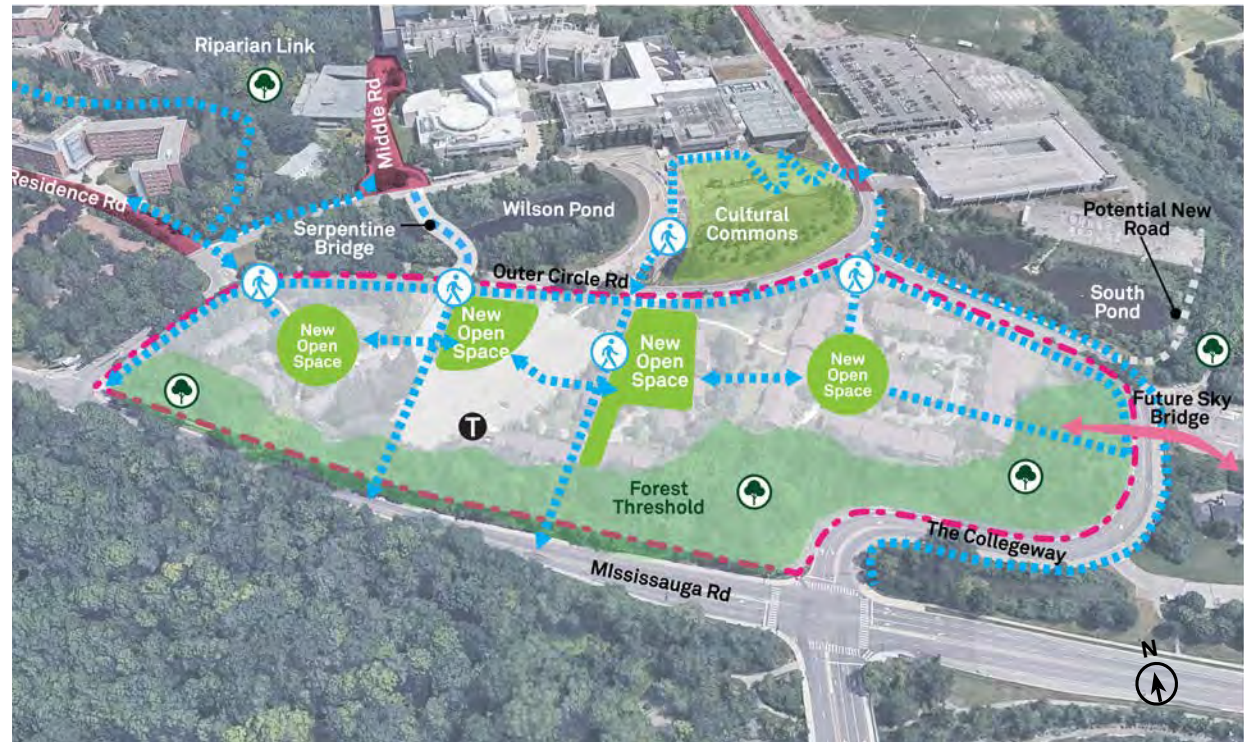 Riparian Link
Middle Rd
Residence Rd
Serpentine
Bridge
Wilson Pond
Cultural
Commons
Potential New
Road
Outer Circle Rd
South
Pond
New
Open
Space
New
Open
Space
New
Open
Space
New
Open
Space
Future Sky
Bridge
T
Forest
Threshold
The Collegeway
MIssissauga Rd
N